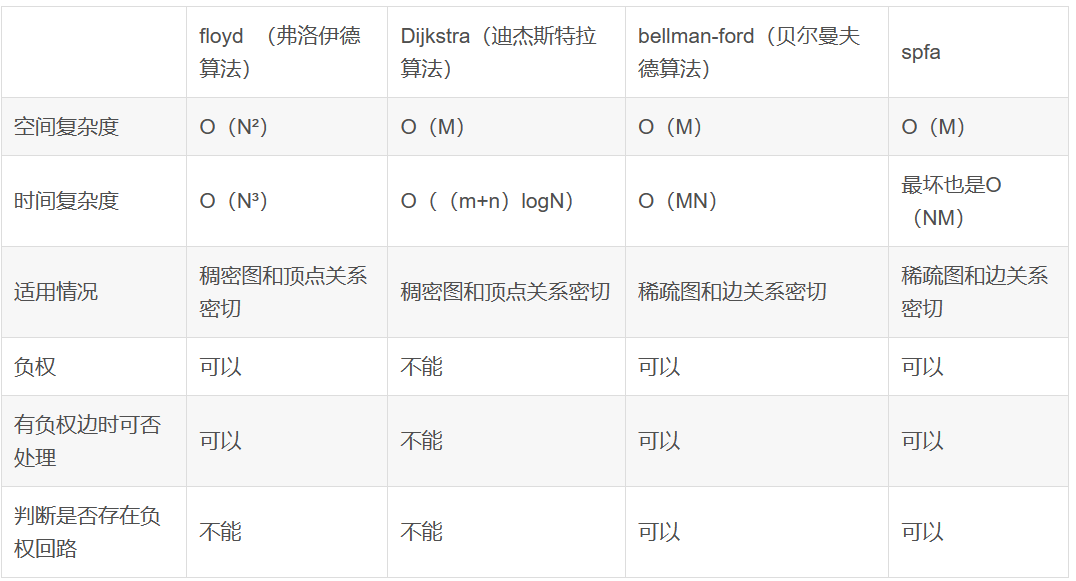 floyd （弗洛伊德
算法）
Dijkstra（迪杰斯特拉
算法）
bellman-ford（贝尔曼夫
德算法）
spfa
空间复杂度
O（N²）
O（M）
O（M）
O（M）
时间复杂度
O（N³）
O（（m+n）logN）
O（MN）
最坏也是O
（NM）
适用情况
稠密图和顶点关系
密切
稠密图和顶点关系密切
稀疏图和边关系密切
稀疏图和边关系
密切
负权
可以
不能
可以
可以
有负权边时可否
处理
可以
不能
可以
可以
判断是否存在负
权回路
不能
不能
可以
可以